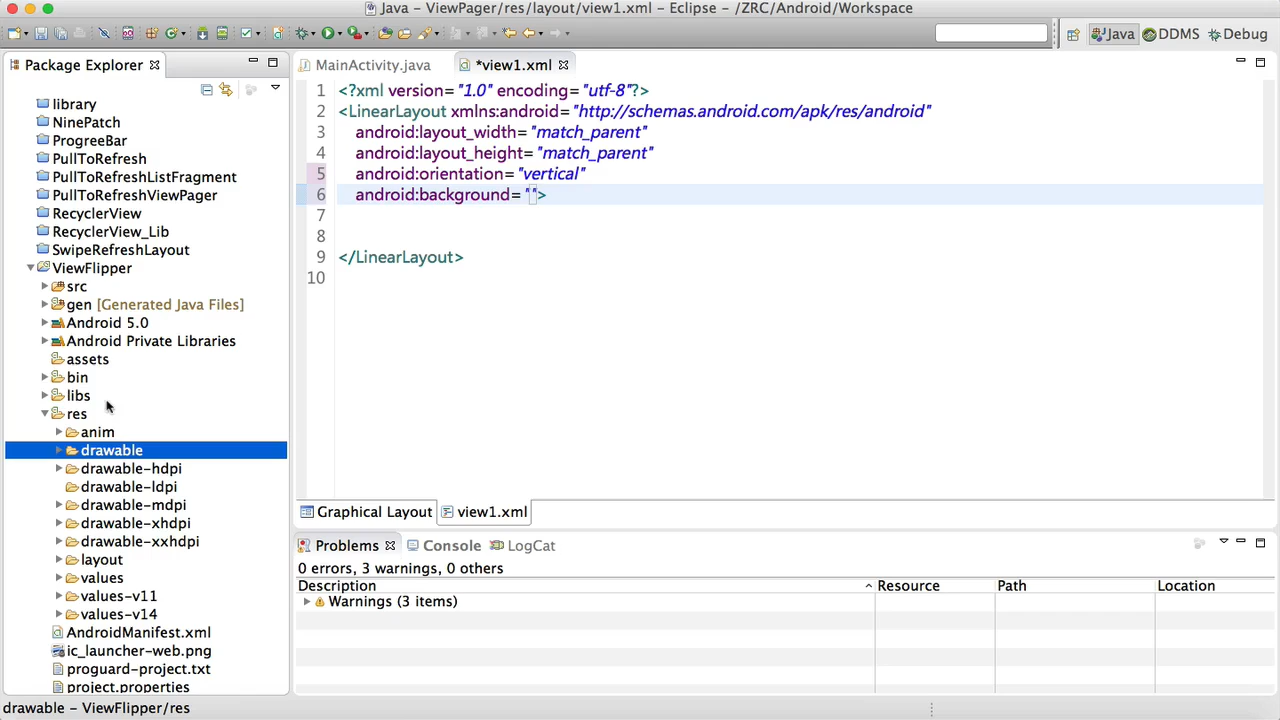 Java – ViewPager/res/layout/view1.xml – Eclipse – /ZRC/Android/Workspace
Java
DDMS
Debug
Package Explorer
library
NinePatch
ProgreeBar
PullToRefresh
PullToRefreshListFragment
PullToRefreshViewPager
RecyclerView
RecyclerView_Lib
SwipeRefreshLayout
ViewFlipper
src
gen [Generated Java Files]
Android 5.0
Android Private Libraries
assets
bin
libs
res
anim
drawable
drawable-hdpi
drawable-ldpi
drawable-mdpi
drawable-xhdpi
drawable-xxhdpi
layout
values
values-v11
values-v14
AndroidManifest.xml
ic_launcher-web.png
proguard-project.txt
project.properties
MainActivity.java
*view1.xml
1 <?xml version="1.0" encoding="utf-8"?>
2 <LinearLayout xmlns:android="http://schemas.android.com/apk/res/android"
3 android:layout_width="match_parent"
4 android:layout_height="match_parent"
5 android:orientation="vertical"
6 android:background="">
7
8
9 </LinearLayout>
10
Graphical Layout
view1.xml
Problems
Console
LogCat
0 errors, 3 warnings, 0 others
Description Resource Path Location
Warnings (3 items)
drawable – ViewFlipper/res